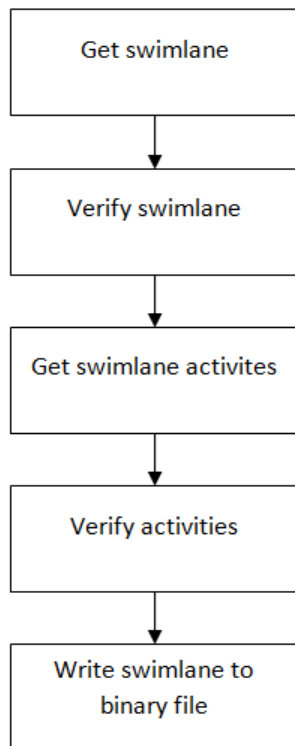 Get swimlane
Verify swimlane
Get swimlane activites
Verify activities
Write swimlane to
binary file